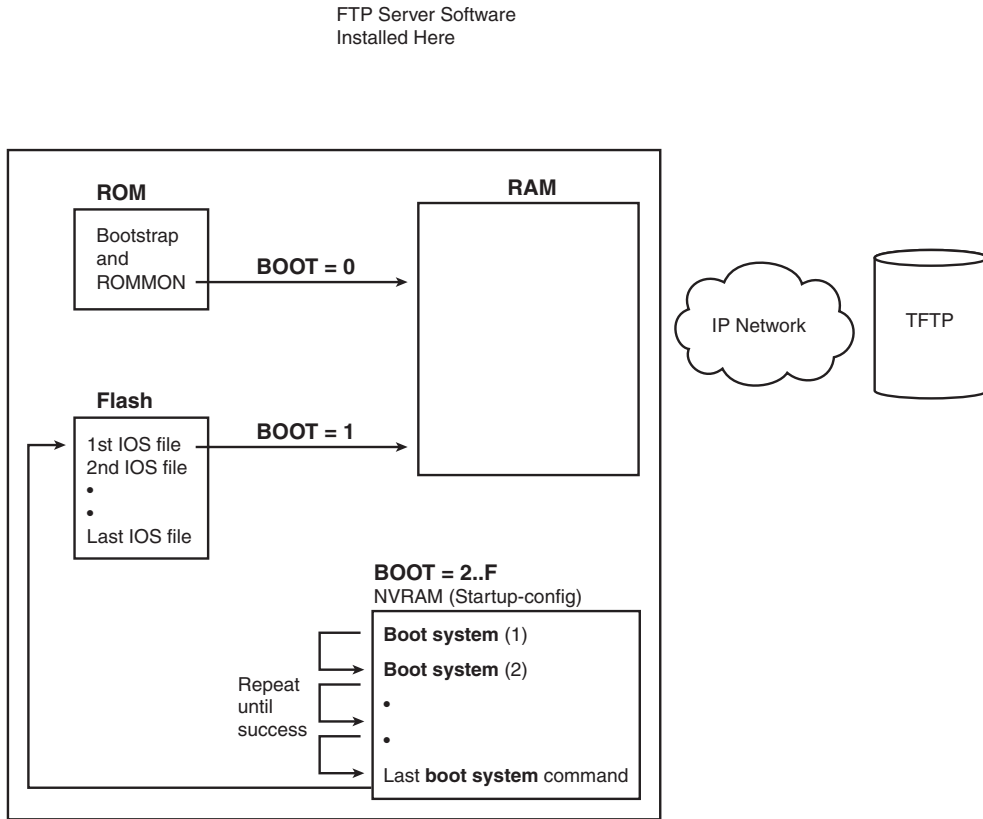 FTP Server Software
Installed Here
ROM
Bootstrap
and
ROMMON
BOOT = 0
RAM
IP Network
TFTP
Flash
1st IOS file
2nd IOS file
•
•
Last IOS file
BOOT = 1
BOOT = 2..F
NVRAM (Startup-config)
Boot system (1)
Boot system (2)
•
•
Last boot system command
Repeat
until
success